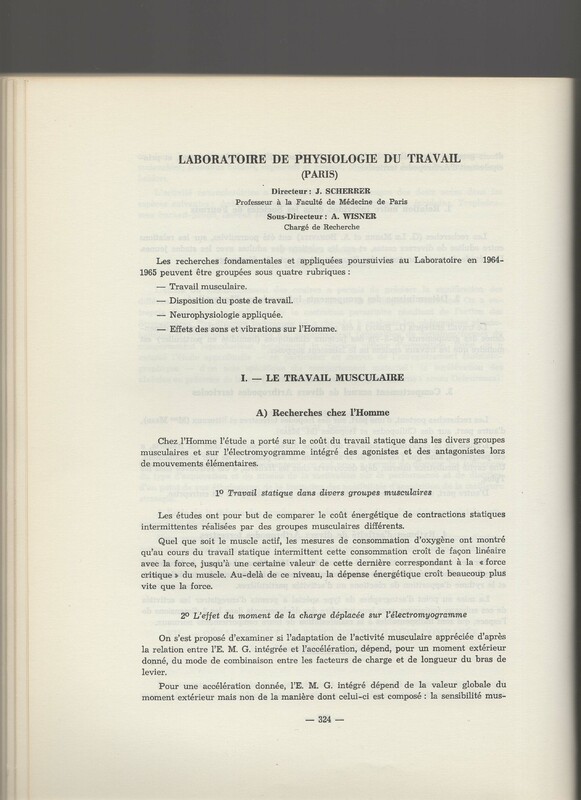 LABORATOIRE DE PHYSIOLOGIE DU TRAVAIL
(PARIS)
Directeur : J. SCHERRER
Professeur à la Faculté de Médecine de Paris
Sous-Directeur : A. WISNER
Chargé de Recherche
Les recherches fondamentales et appliquées poursuivies au Laboratoire en 1964-
1965 peuvent être groupées sous quatre rubriques :
— Travail musculaire.
— Disposition du poste de travail.
— Neurophysiologie appliquée.
— Effets des sons et vibrations sur l'Homme.
I. — LE TRAVAIL MUSCULAIRE
A) Recherches chez l'Homme
Chez l'Homme l'étude a porté sur le coût du travail statique dans les divers groupes
musculaires et sur l'électromyogramme intégré des agonistes et des antagonistes lors
de mouvements élémentaires.
1º Travail statique dans divers groupes musculaires
Les études ont pour but de comparer le coût énergétique de contractions statiques
intermittentes réalisées par des groupes musculaires différents.
Quel que soit le muscle actif, les mesures de consommation d'oxygène ont montré
qu'au cours du travail statique intermittent cette consommation croît de façon linéaire
avec la force, jusqu'à une certaine valeur de cette dernière correspondant à la « force
critique » du muscle. Au-delà de ce niveau, la dépense énergétique croît beaucoup plus
vite que la force.
2º L'effet du moment de la charge déplacée sur l'électromyogramme
On s'est proposé d'examiner si l'adaptation de l'activité musculaire appréciée d'après
la relation entre l'E. M. G. intégrée et l'accélération, dépend, pour un moment extérieur
donné, du mode de combinaison entre les facteurs de charge et de longueur du bras de
levier.
Pour une accélération donnée, l'E. M. G. intégré dépend de la valeur globale du
moment extérieur mais non de la manière dont celui-ci est composé : la sensibilité mus-
— 324 —